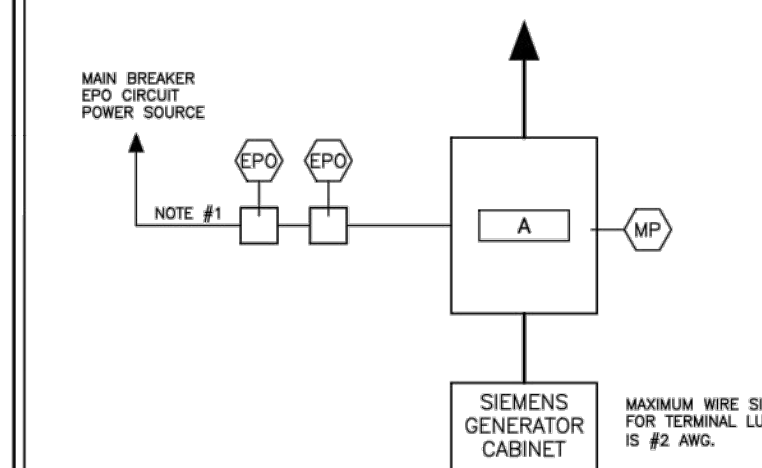 MAIN BREAKER
EPO CIRCUIT
POWER SOURCE
EPO
EPO
NOTE #1
A
MP
SIEMENS
GENERATOR
CABINET
MAXIMUM WIRE
FOR TERMINAL
IS #2 AWG.